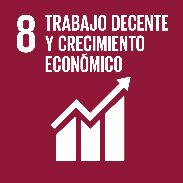 8 TRABAJO DECENTE
Y CRECIMIENTO
ECONÓMICO